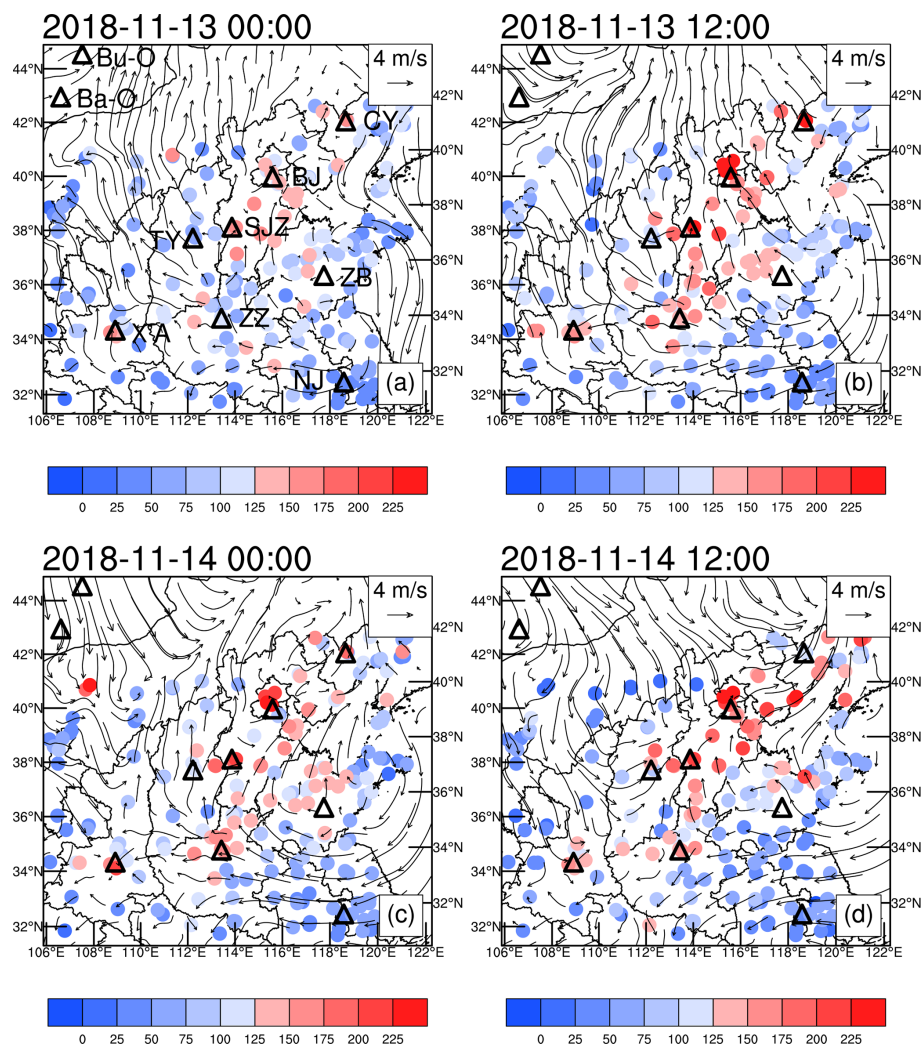 2018-11-13 00:00
2018-11-13 12:00
4 m/s
4 m/s
Bu-O
Ba-O
CY
BJ
SJZ
TY
ZB
ZZ
X'A
NJ
44°N
42°N
40°N
38°N
36°N
34°N
32°N
42°N
40°N
38°N
36°N
34°N
32°N
44°N
42°N
40°N
38°N
36°N
34°N
32°N
42°N
40°N
38°N
36°N
34°N
32°N
(a)
(b)
106°E 108°E 110°E 112°E 114°E 116°E 118°E 120°E 122°E
106°E 108°E 110°E 112°E 114°E 116°E 118°E 120°E 122°E
0 25 50 75 100 125 150 175 200 225
0 25 50 75 100 125 150 175 200 225
2018-11-14 00:00
2018-11-14 12:00
4 m/s
4 m/s
44°N
42°N
40°N
38°N
36°N
34°N
32°N
42°N
40°N
38°N
36°N
34°N
32°N
44°N
42°N
40°N
38°N
36°N
34°N
32°N
42°N
40°N
38°N
36°N
34°N
32°N
(c)
(d)
106°E 108°E 110°E 112°E 114°E 116°E 118°E 120°E 122°E
106°E 108°E 110°E 112°E 114°E 116°E 118°E 120°E 122°E
0 25 50 75 100 125 150 175 200 225
0 25 50 75 100 125 150 175 200 225